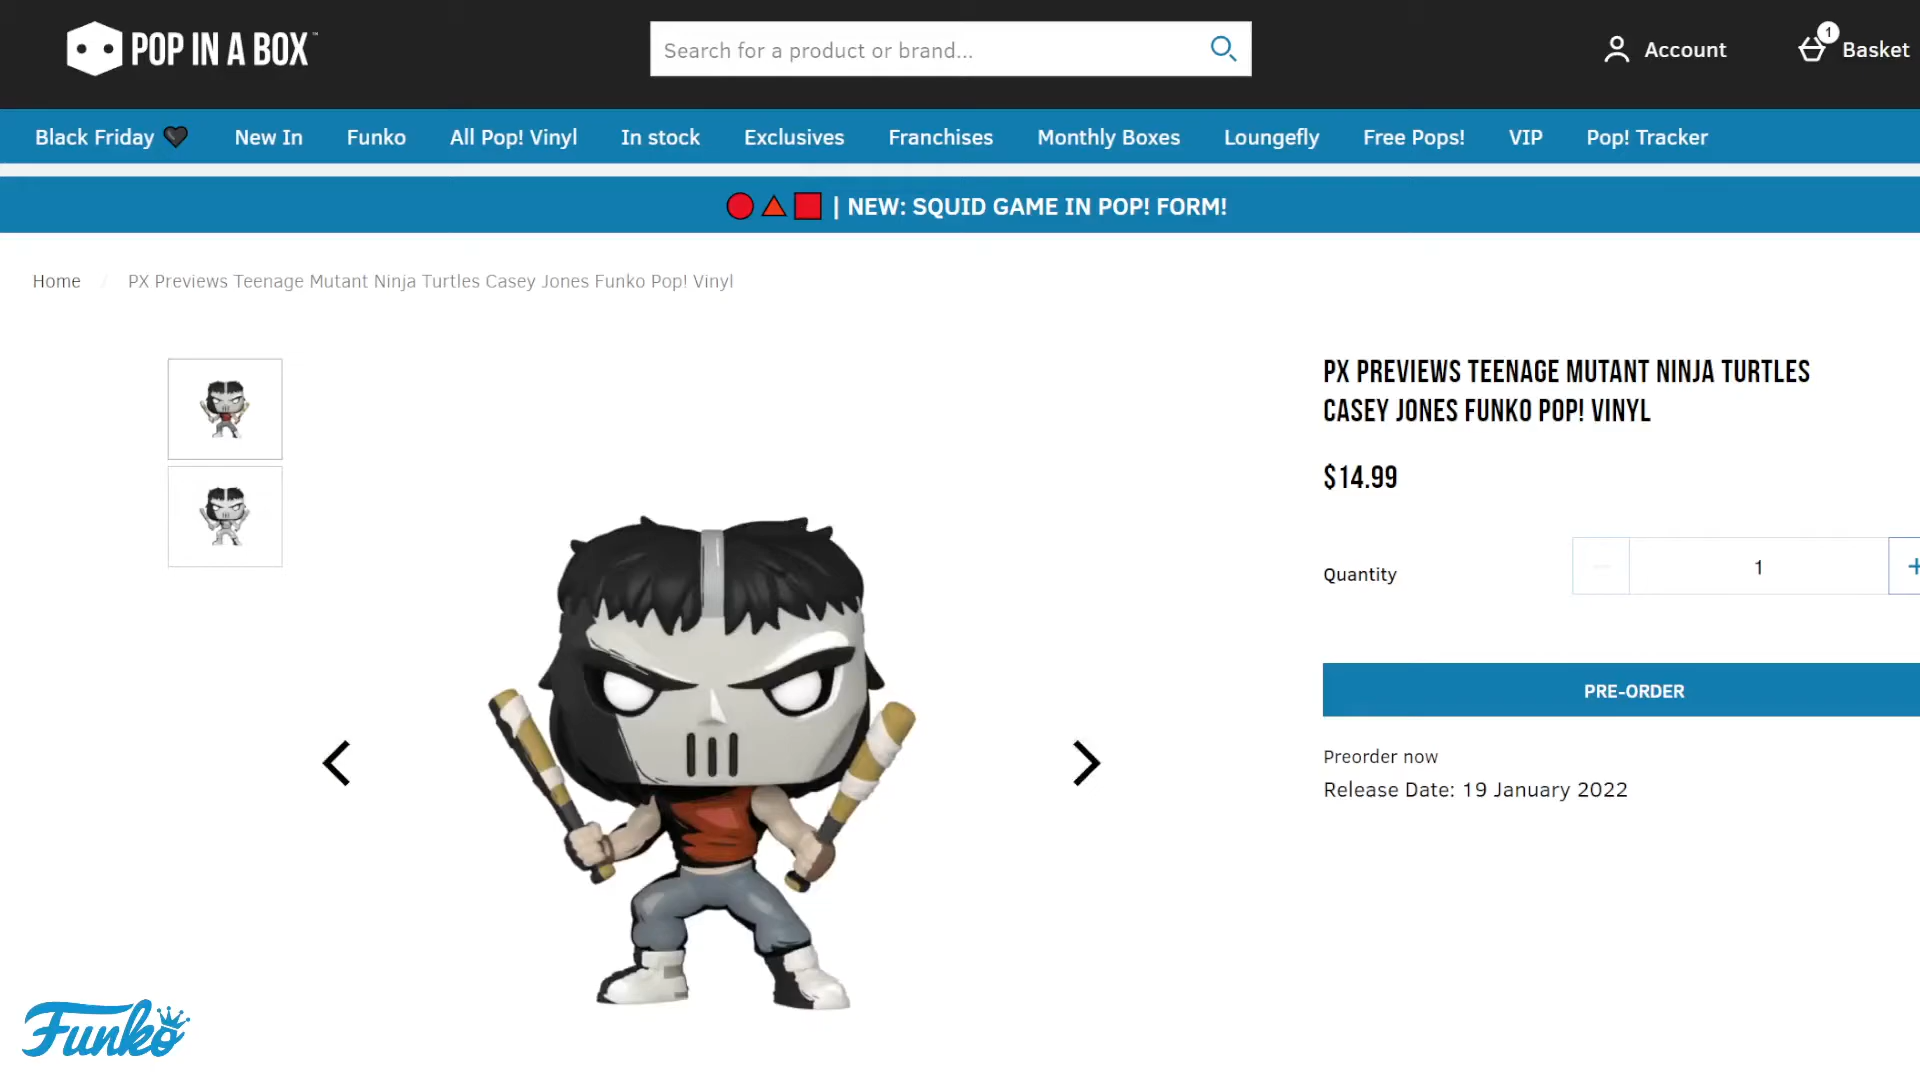 POP IN A BOX™
Search for a product or brand...
Account
1
Basket
Black Friday 🖤 New In Funko All Pop! Vinyl In stock Exclusives Franchises Monthly Boxes Loungefly Free Pops! VIP Pop! Tracker
| NEW: SQUID GAME IN POP! FORM!
Home / PX Previews Teenage Mutant Ninja Turtles Casey Jones Funko Pop! Vinyl
PX PREVIEWS TEENAGE MUTANT NINJA TURTLES
CASEY JONES FUNKO POP! VINYL
$14.99
Quantity
− 1 +
PRE-ORDER
Preorder now
Release Date: 19 January 2022
Funko